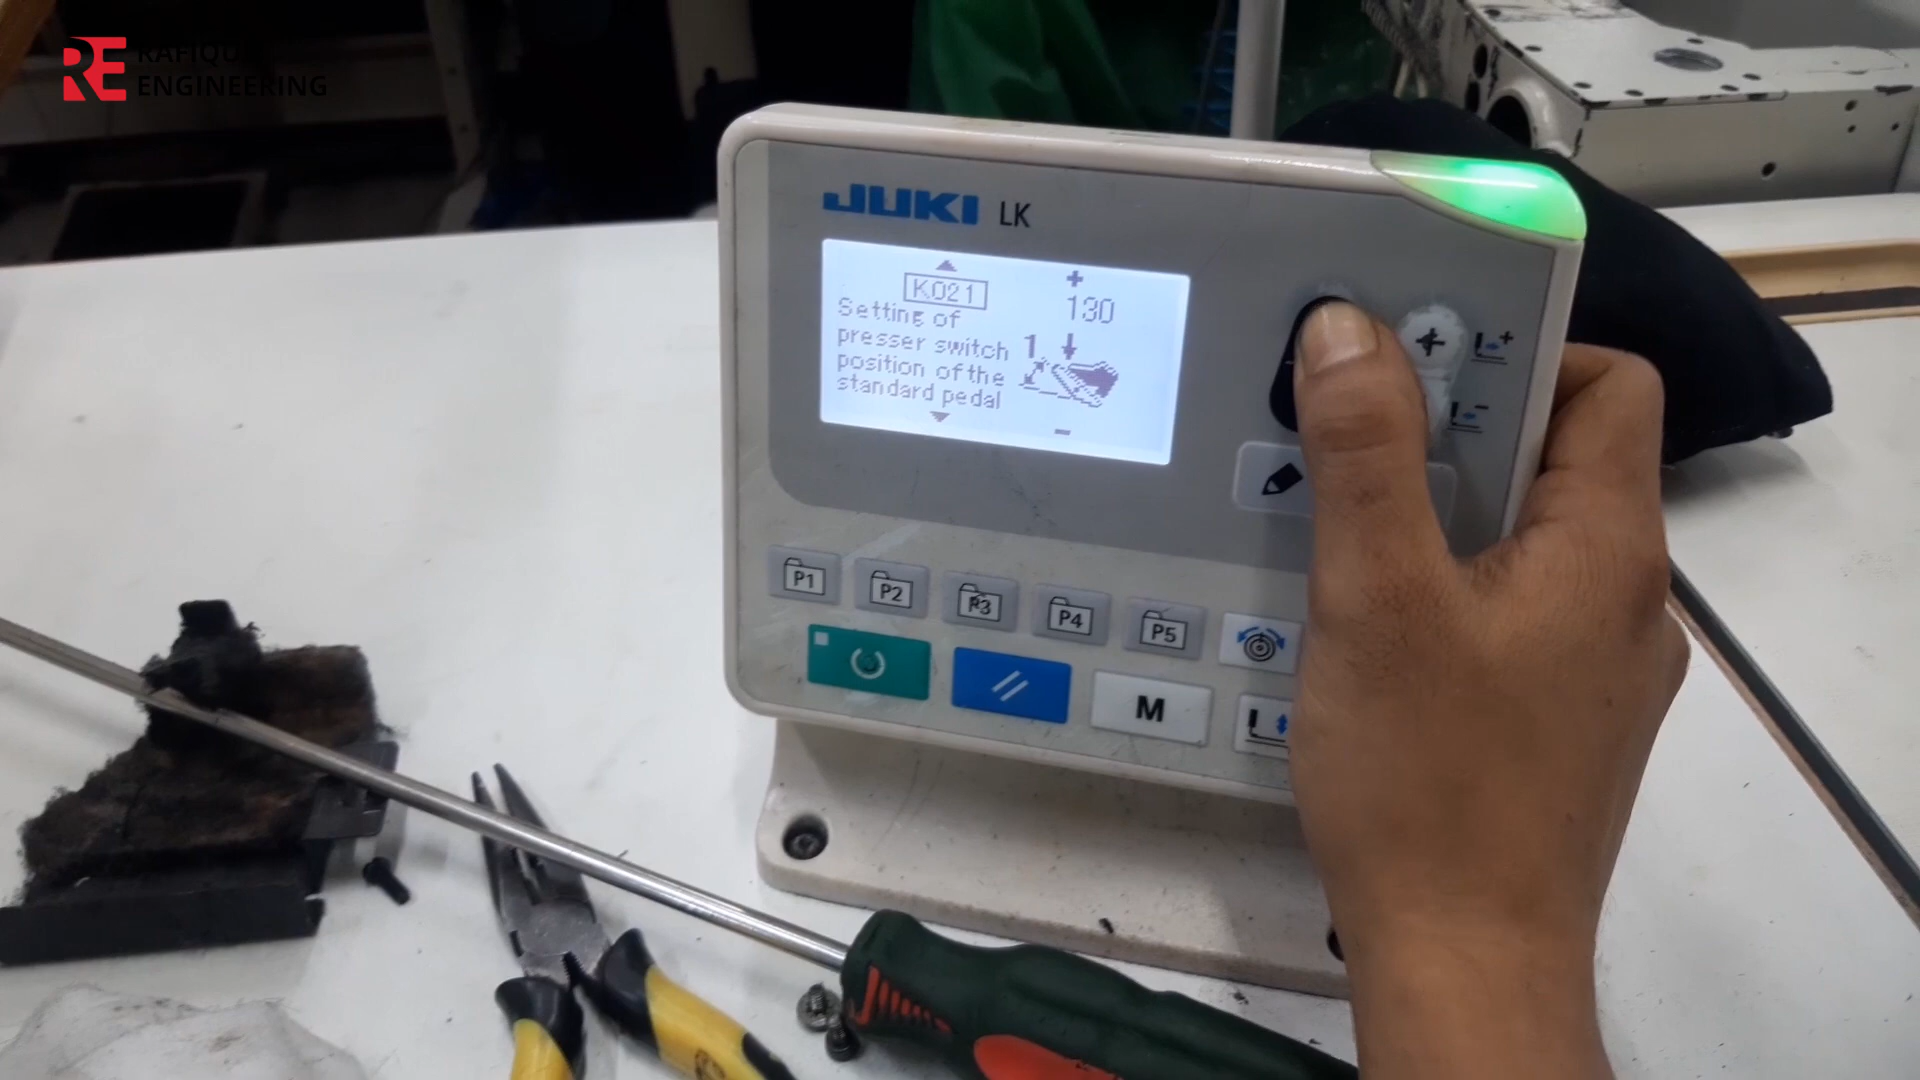 RE RAFIQU
ENGINEERING
JUKI LK
K021
130
Setting of
presser switch
position of the
standard pedal
1
+
-
P1
P2
P3
P4
P5
M